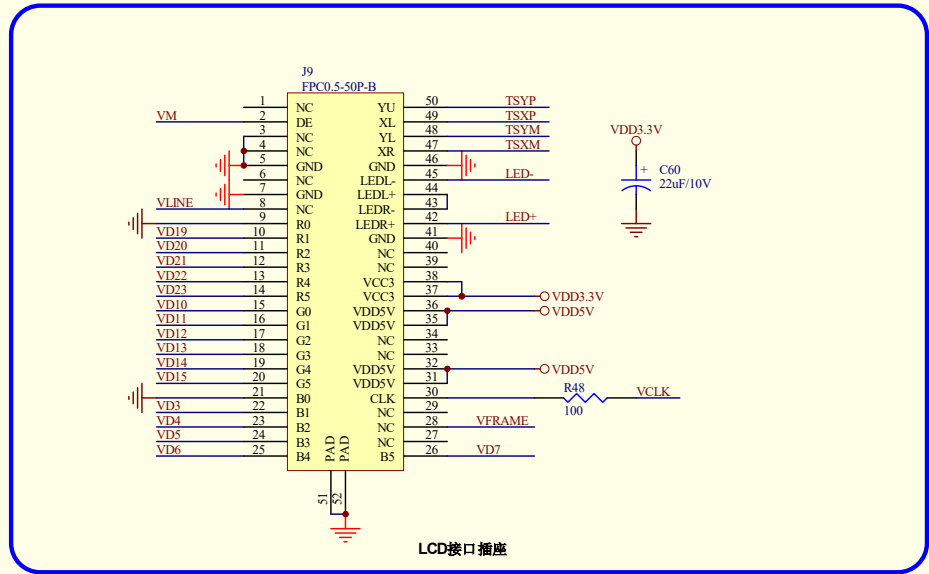 J9
FPC0.5-50P-B
1 NC YU 50 TSYP
VM 2 DE XL 49 TSXP
3 NC YL 48 TSYM
4 NC XR 47 TSXM
5 GND GND 46
6 NC LEDL- 45 LED-
7 GND LEDL+ 44
VLINE 8 NC LEDR- 43
9 R0 LEDR+ 42 LED+
VD19 10 R1 GND 41
VD20 11 R2 NC 40
VD21 12 R3 NC 39
VD22 13 R4 VCC3 38
VD23 14 R5 VCC3 37 VDD3.3V
VD10 15 G0 VDD5V 36 VDD5V
VD11 16 G1 VDD5V 35
VD12 17 G2 NC 34
VD13 18 G3 NC 33
VD14 19 G4 VDD5V 32 VDD5V
VD15 20 G5 VDD5V 31
21 B0 CLK 30 R48 VCLK
100
VD3 22 B1 NC 29
VD4 23 B2 NC 28 VFRAME
VD5 24 B3 NC 27
VD6 25 B4 B5 26 VD7
PAD PAD
51 52
VDD3.3V
+ C60
22uF/10V
LCD接口插座